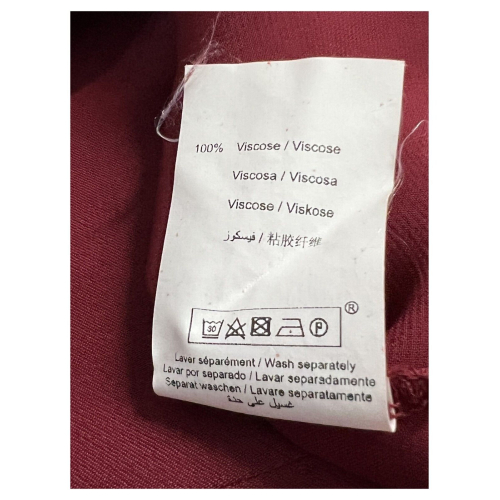 100% Viscose / Viscose
Viscosa / Viscosa
Viscose / Viskose
فيسكوز / 粘胶纤维
®
30 P
Laver séparément / Wash separately
Lavar por separado / Lavar separadamente
Separat waschen / Lavare separatamente
غسيل على حدة